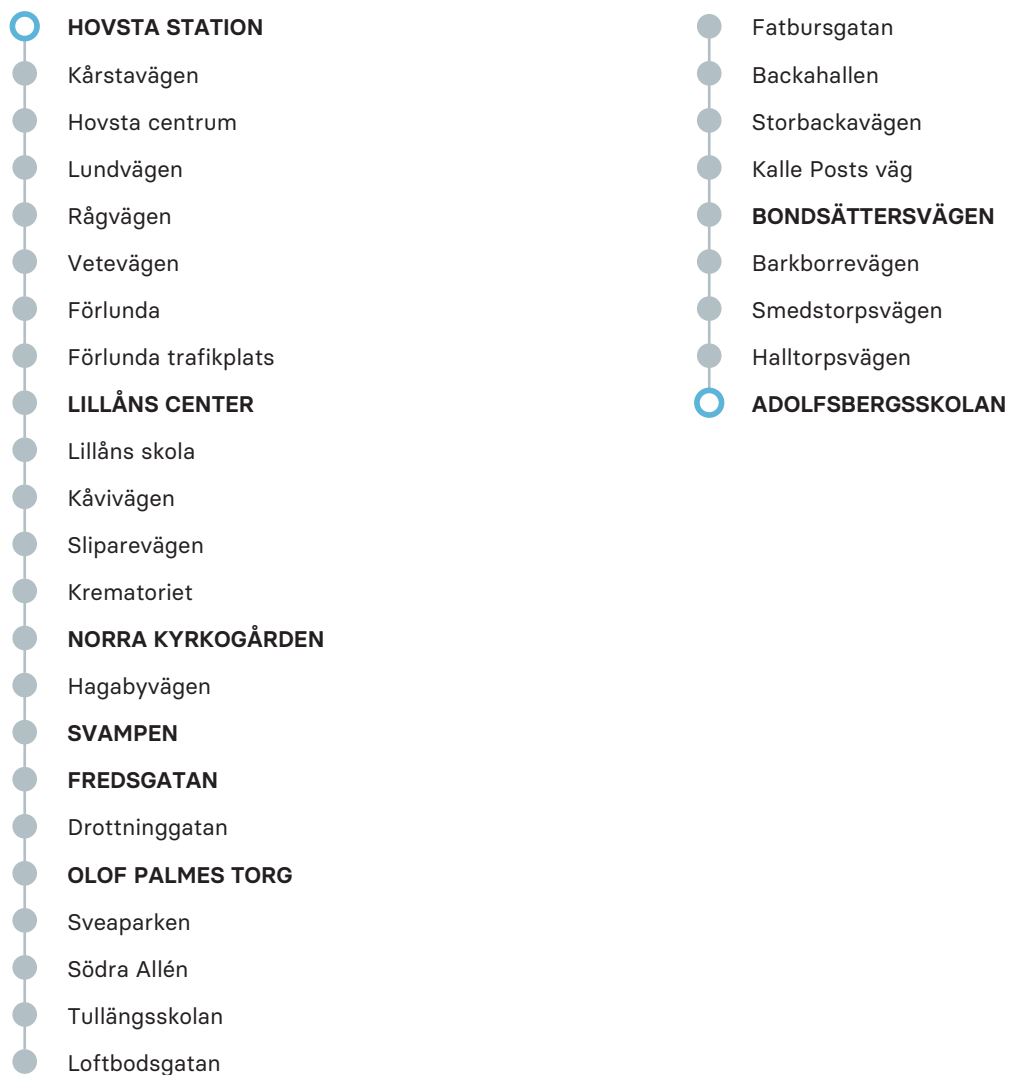 HOVSTA STATION
Kårstavägen
Hovsta centrum
Lundvägen
Rågvägen
Vetevägen
Förlunda
Förlunda trafikplats
LILLÅNS CENTER
Lillåns skola
Kåvivägen
Sliparevägen
Krematoriet
NORRA KYRKOGÅRDEN
Hagabyvägen
SVAMPEN
FREDSGATAN
Drottninggatan
OLOF PALMES TORG
Sveaparken
Södra Allén
Tullängsskolan
Loftbodsgatan
Fatbursgatan
Backahallen
Storbackavägen
Kalle Posts väg
BONDSÄTTERSVÄGEN
Barkborrevägen
Smedstorpsvägen
Halltorpsvägen
ADOLFSBERGSSKOLAN